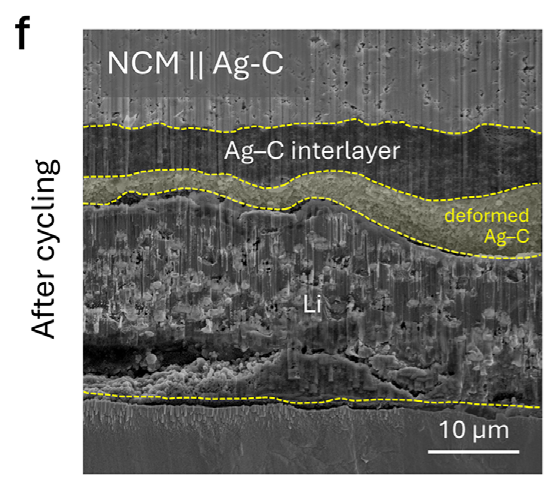 f
NCM || Ag-C
Ag–C interlayer
deformed
Ag–C
After cycling
Li
10 μm